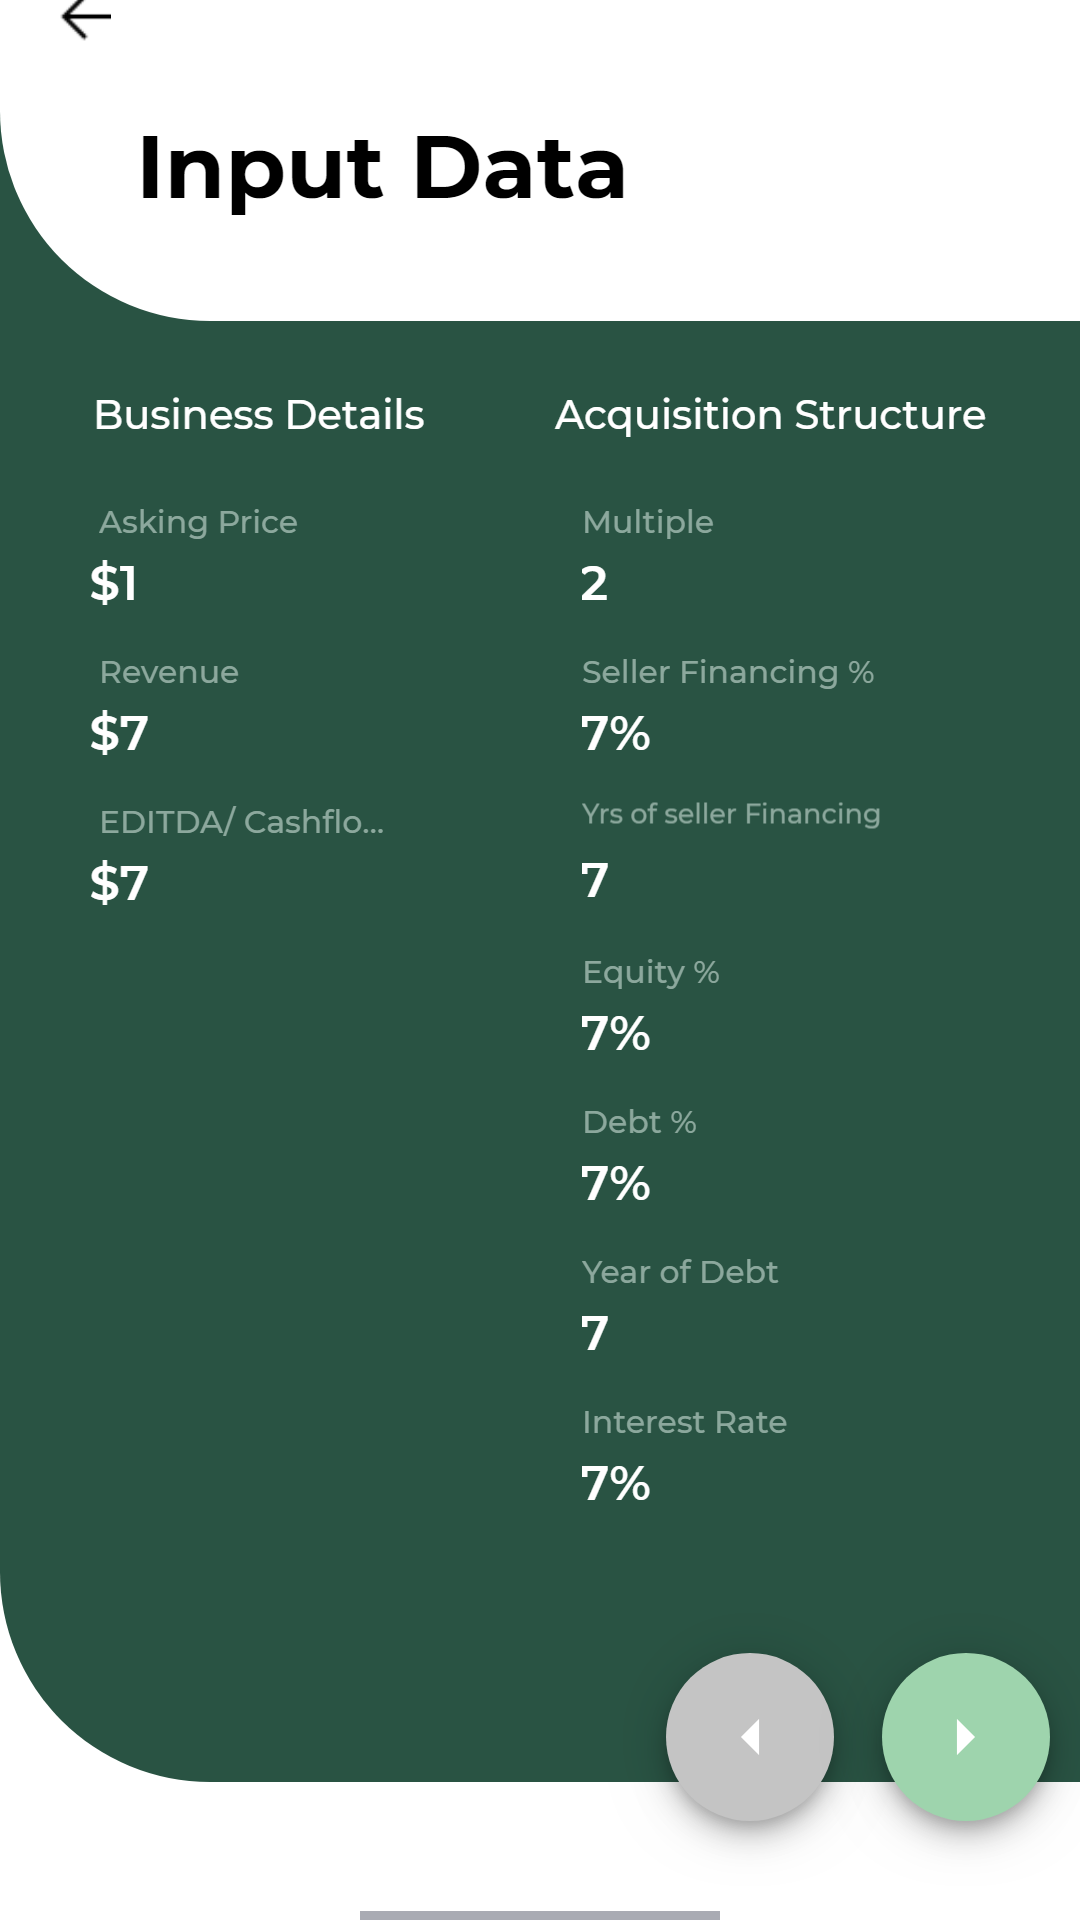 Input Data
Business Details
Asking Price
$1
Revenue
$7
EDITDA/ Cashflo...
$7
Acquisition Structure
Multiple
2
Seller Financing %
7%
Yrs of seller Financing
7
Equity %
7%
Debt %
7%
Year of Debt
7
Interest Rate
7%